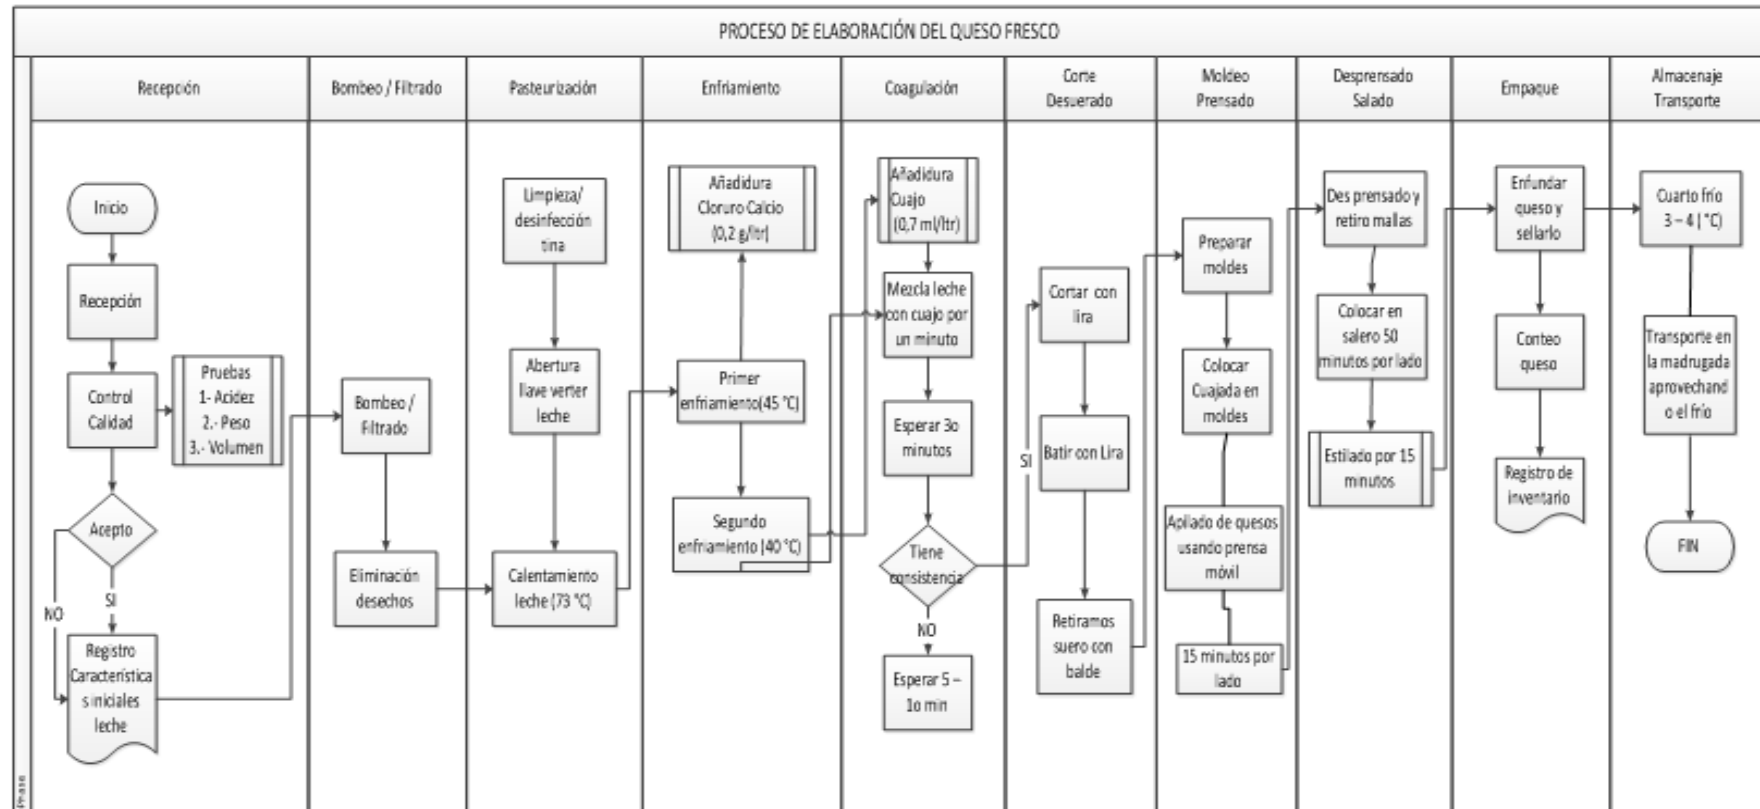 PROCESO DE ELABORACIÓN DEL QUESO FRESCO
Recepción
Bombeo / Filtrado
Pasteurización
Enfriamiento
Coagulación
Corte
Desuerado
Moldeo
Prensado
Desprensado
Salado
Empaque
Almacenaje
Transporte
Inicio
Recepción
Control
Calidad
Pruebas
1- Acidez
2.- Peso
3.- Volumen
Acepto
SI
NO
Registro
Característica
s iniciales
leche
Bombeo /
Filtrado
Eliminación
desechos
Limpieza/
desinfección
tina
Abertura
llave verter
leche
Calentamiento
leche (73 °C)
Añadidura
Cloruro Calcio
(0,2 g/ltr)
Primer
enfriamiento(45 °C)
Segundo
enfriamiento (40 °C)
Añadidura
Cuajo
(0,7 ml/ltr)
Mezcla leche
con cuajo por
un minuto
Esperar 3o
minutos
Tiene
consistencia
SI
NO
Esperar 5 –
1o min
Cortar con
lira
Batir con Lira
Retiramos
suero con
balde
Preparar
moldes
Colocar
Cuajada en
moldes
Apilado de quesos
usando prensa
móvil
15 minutos por
lado
Des prensado y
retiro mallas
Colocar en
salero 50
minutos por lado
Estilado por 15
minutos
Enfundar
queso y
sellarlo
Conteo
queso
Registro de
inventario
Cuarto frío
3 – 4 ( °C)
Transporte en
la madrugada
aprovechand
o el frío
FIN
Phase